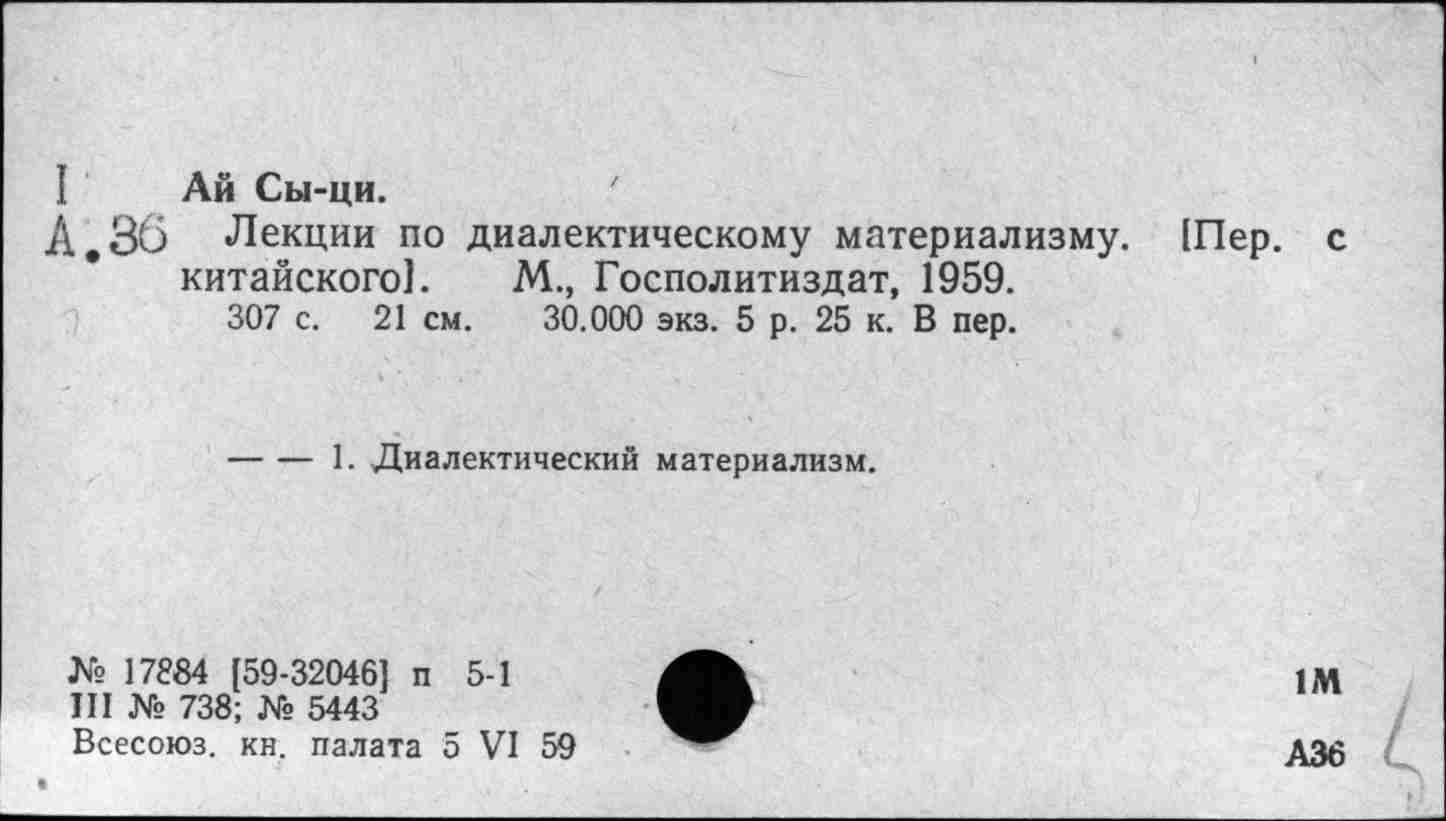 I Ай Сы-ци.
А.36 Лекции по диалектическому материализму. [Пер. с
китайского]. М., Госполитиздат, 1959.
307 с. 21 см. 30.000 экз. 5 р. 25 к. В пер.
— — 1. Диалектический материализм.
№ 17884 [59-32046] п 5-1
III № 738; № 5443
Всесоюз. кн. палата 5 VI 59
1М
А36